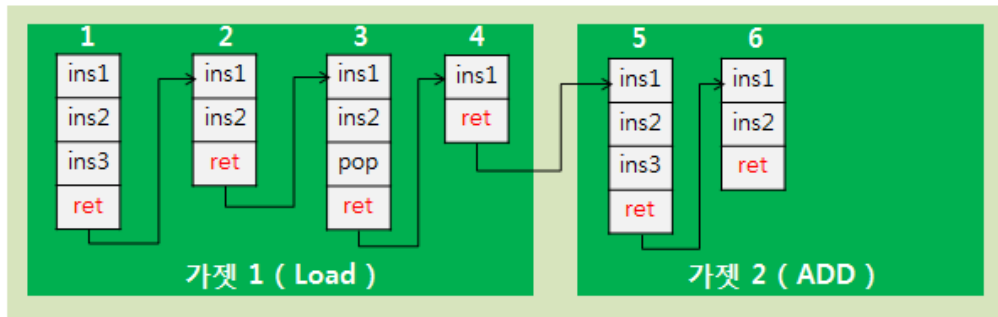 1
ins1
ins2
ins3
ret
2
ins1
ins2
ret
3
ins1
ins2
pop
ret
4
ins1
ret
가젯 1 ( Load )
5
ins1
ins2
ins3
ret
6
ins1
ins2
ret
가젯 2 ( ADD )